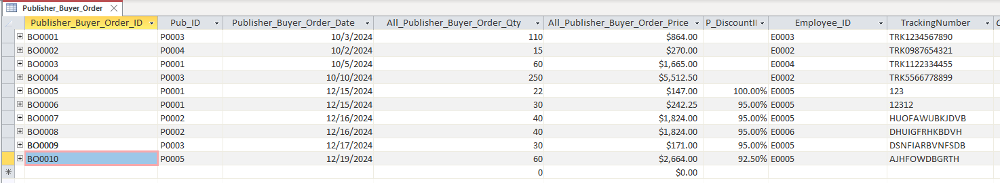 Publisher_Buyer_Order
Publisher_Buyer_Order_ID Pub_ID Publisher_Buyer_Order_Date All_Publisher_Buyer_Order_Qty All_Publisher_Buyer_Order_Price P_DiscountI Employee_ID TrackingNumber
BO0001 P0003 10/3/2024 110 $864.00 E0003 TRK1234567890
BO0002 P0004 10/2/2024 15 $270.00 E0002 TRK0987654321
BO0003 P0001 10/5/2024 60 $1,665.00 E0004 TRK1122334455
BO0004 P0003 10/10/2024 250 $5,512.50 E0002 TRK5566778899
BO0005 P0001 12/15/2024 22 $147.00 100.00% E0005 123
BO0006 P0001 12/15/2024 30 $242.25 95.00% E0005 12312
BO0007 P0002 12/16/2024 40 $1,824.00 95.00% E0005 HUOFAWUBKJDVB
BO0008 P0002 12/16/2024 40 $1,824.00 95.00% E0006 DHUIGFRHKBDVH
BO0009 P0003 12/17/2024 30 $171.00 95.00% E0005 DSNFIARBVNFSDB
BO0010 P0005 12/19/2024 60 $2,664.00 92.50% E0005 AJHFOWDBGRTH
0 $0.00